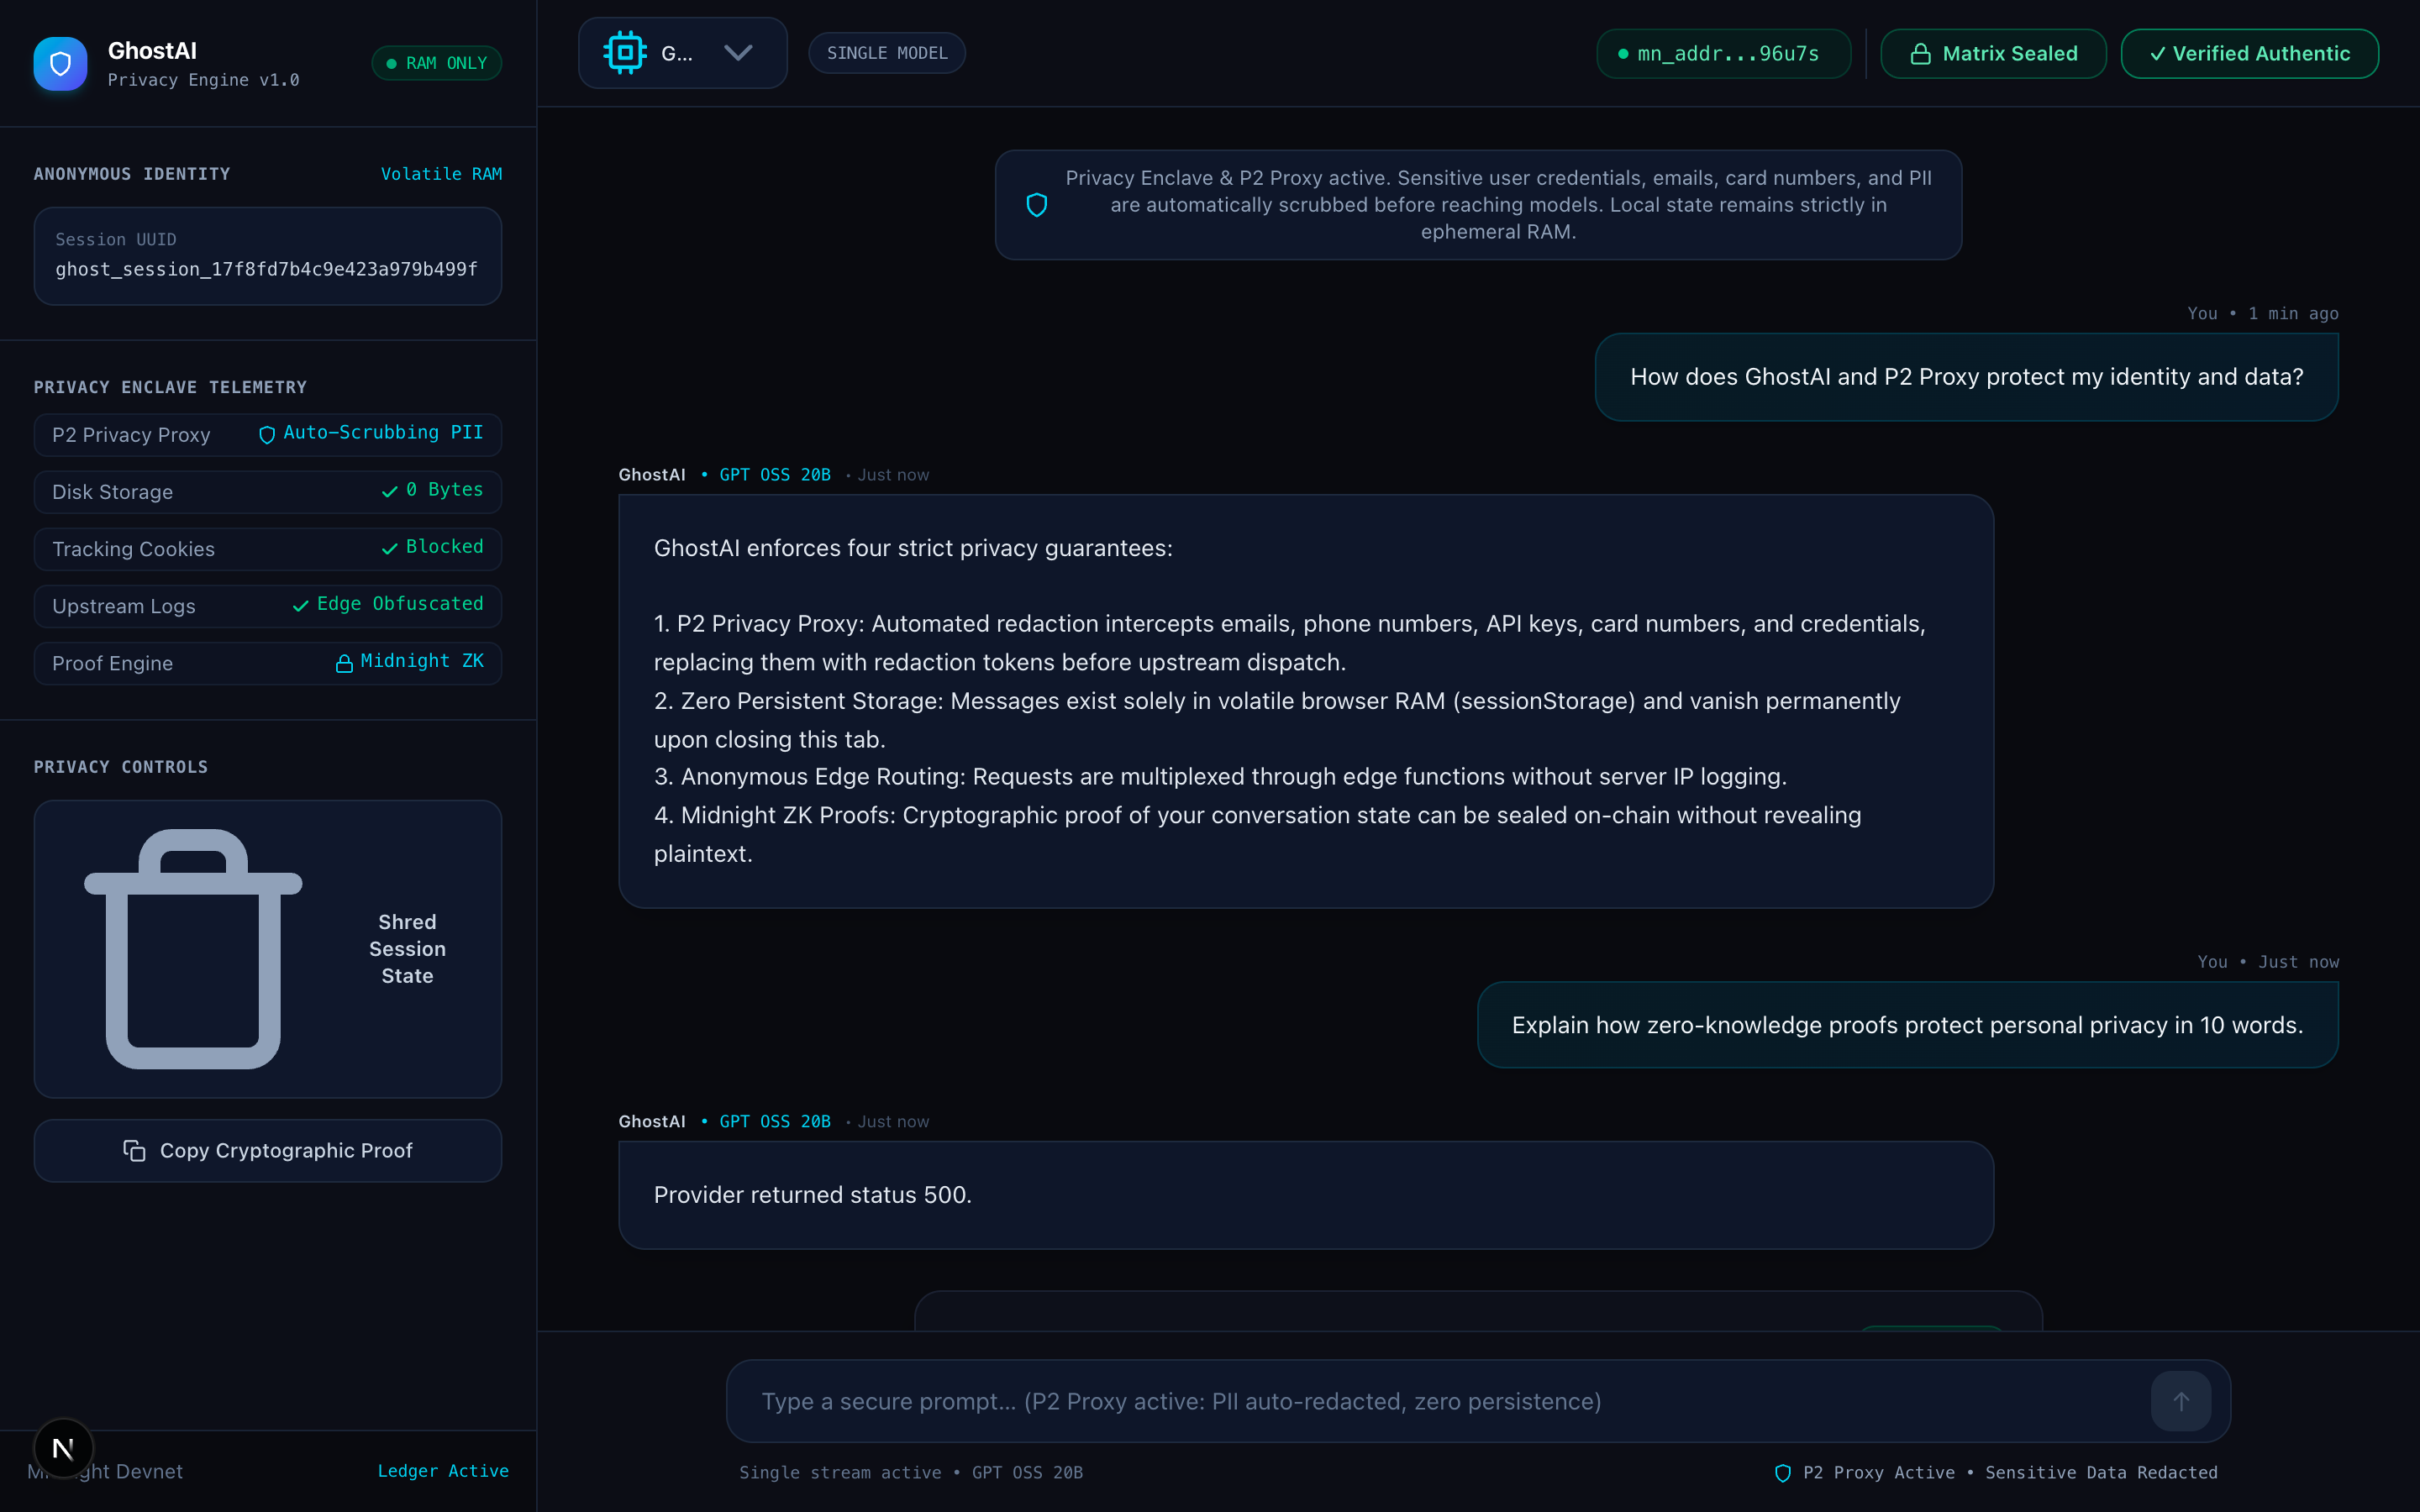 GhostAI
Privacy Engine v1.0
RAM ONLY
ANONYMOUS IDENTITY
Volatile RAM
Session UUID
ghost_session_17f8fd7b4c9e423a979b499f
PRIVACY ENCLAVE TELEMETRY
P2 Privacy Proxy
Auto-Scrubbing PII
Disk Storage
0 Bytes
Tracking Cookies
Blocked
Upstream Logs
Edge Obfuscated
Proof Engine
Midnight ZK
PRIVACY CONTROLS
Shred
Session
State
Copy Cryptographic Proof
N
Devnet
Ledger Active
G...
SINGLE MODEL
mn_addr...96u7s
Matrix Sealed
✓ Verified Authentic
Privacy Enclave & P2 Proxy active. Sensitive user credentials, emails, card numbers, and PII
are automatically scrubbed before reaching models. Local state remains strictly in
ephemeral RAM.
You • 1 min ago
How does GhostAI and P2 Proxy protect my identity and data?
GhostAI • GPT OSS 20B • Just now
GhostAI enforces four strict privacy guarantees:
1. P2 Privacy Proxy: Automated redaction intercepts emails, phone numbers, API keys, card numbers, and credentials,
replacing them with redaction tokens before upstream dispatch.
2. Zero Persistent Storage: Messages exist solely in volatile browser RAM (sessionStorage) and vanish permanently
upon closing this tab.
3. Anonymous Edge Routing: Requests are multiplexed through edge functions without server IP logging.
4. Midnight ZK Proofs: Cryptographic proof of your conversation state can be sealed on-chain without revealing
plaintext.
You • Just now
Explain how zero-knowledge proofs protect personal privacy in 10 words.
GhostAI • GPT OSS 20B • Just now
Provider returned status 500.
Type a secure prompt... (P2 Proxy active: PII auto-redacted, zero persistence)
Single stream active • GPT OSS 20B
P2 Proxy Active • Sensitive Data Redacted